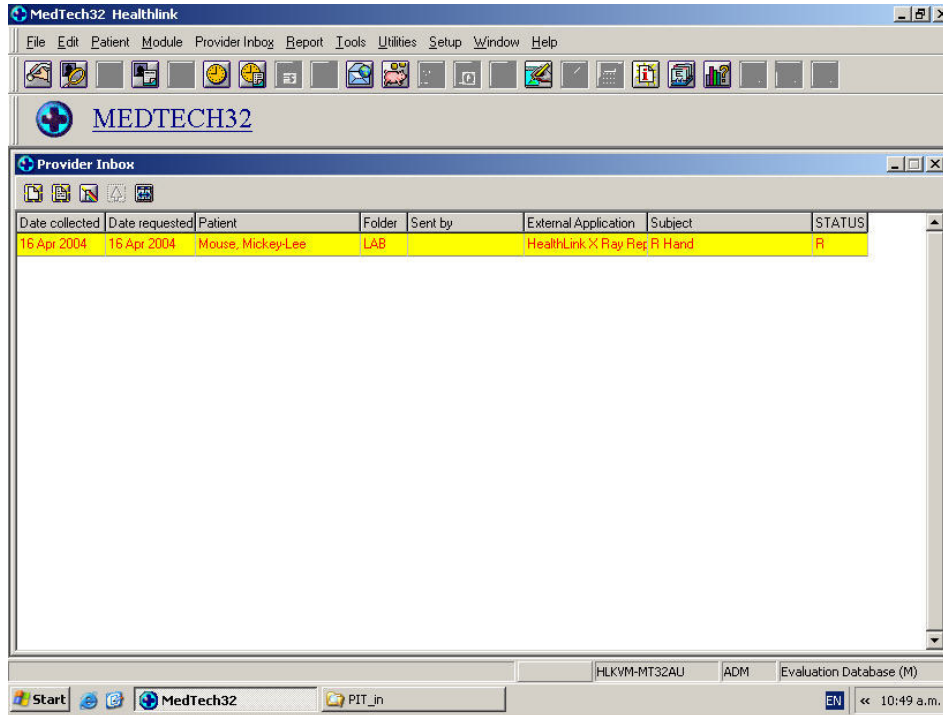 MedTech32 Healthlink
File Edit Patient Module Provider Inbox Report Tools Utilities Setup Window Help
MEDTECH32
Provider Inbox
Date collected Date requested Patient Folder Sent by External Application Subject STATUS
16 Apr 2004 16 Apr 2004 Mouse, Mickey-Lee LAB HealthLink X Ray Rep R Hand R
HLKVM-MT32AU ADM Evaluation Database (M)
Start MedTech32 PIT_in EN « 10:49 a.m.